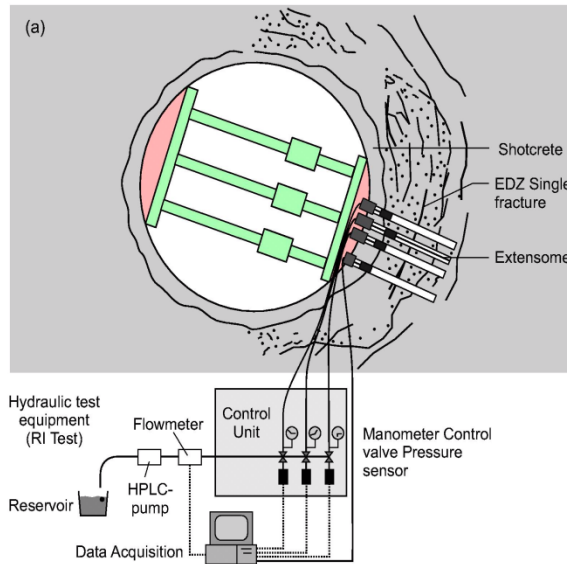 (a)
Shotcrete
EDZ Single
fracture
Extensome
Hydraulic test
equipment
(RI Test)
Flowmeter
Control
Unit
Manometer Control
valve Pressure
sensor
Reservoir
HPLC-
pump
Data Acquisition